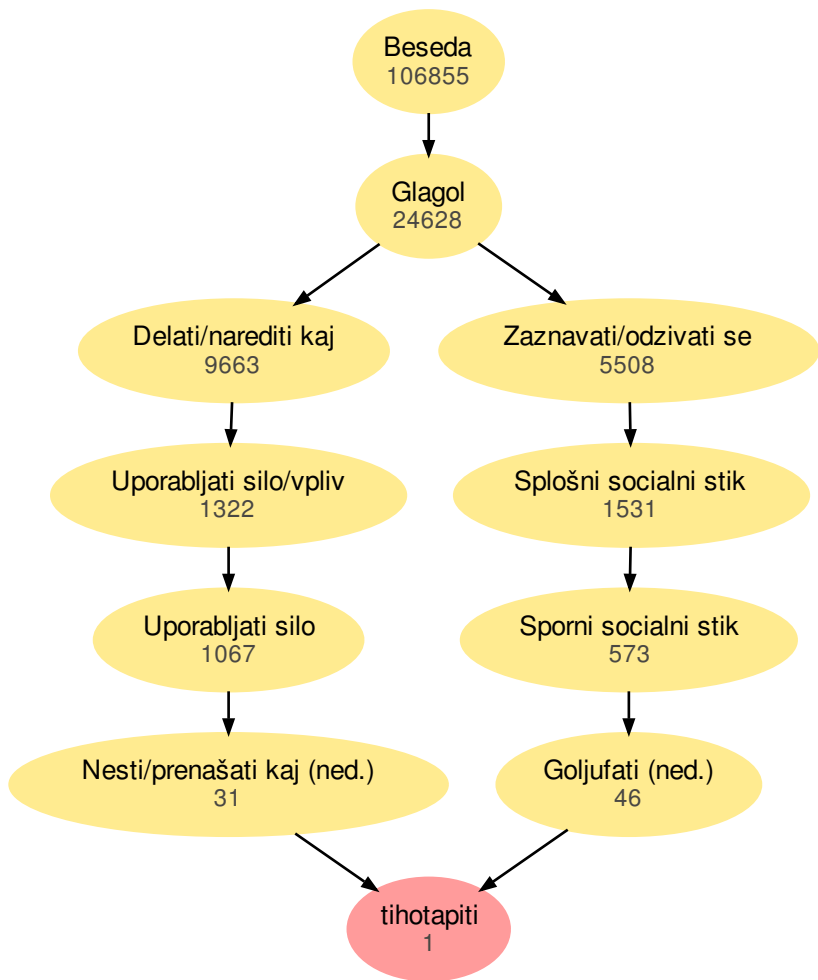 Beseda
106855
Glagol
24628
Delati/narediti kaj
9663
Zaznavati/odzivati se
5508
Uporabljati silo/vpliv
1322
Splošni socialni stik
1531
Uporabljati silo
1067
Sporni socialni stik
573
Nesti/prenašati kaj (ned.)
31
Goljufati (ned.)
46
tihotapiti
1